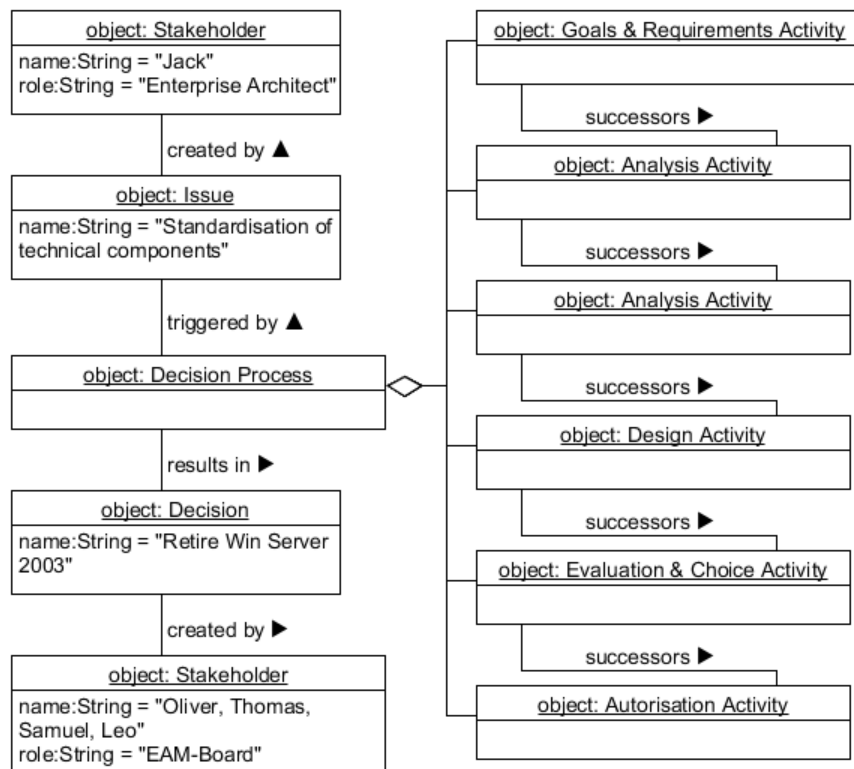 object: Stakeholder
name:String = "Jack"
role:String = "Enterprise Architect"
created by ▲
object: Issue
name:String = "Standardisation of
technical components"
triggered by ▲
object: Decision Process
results in ▶
object: Decision
name:String = "Retire Win Server
2003"
created by ▶
object: Stakeholder
name:String = "Oliver, Thomas,
Samuel, Leo"
role:String = "EAM-Board"
object: Goals & Requirements Activity
successors ▶
object: Analysis Activity
successors ▶
object: Analysis Activity
successors ▶
object: Design Activity
successors ▶
object: Evaluation & Choice Activity
successors ▶
object: Autorisation Activity